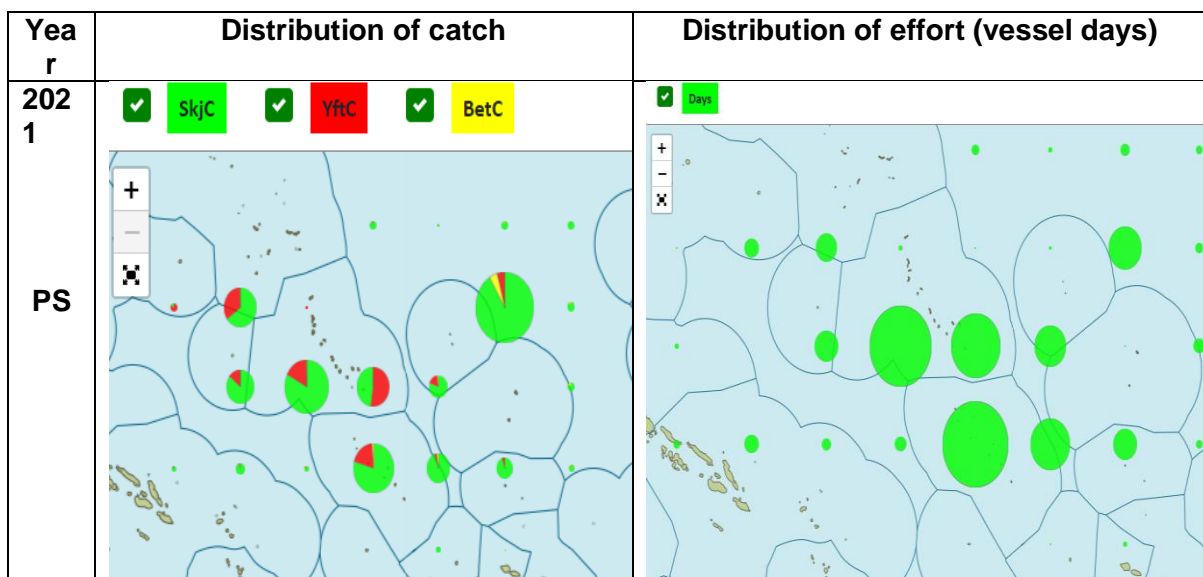 Yea
r
Distribution of catch
Distribution of effort (vessel days)
202
1
SkjC
YftC
BetC
Days
+
−
+
−
PS